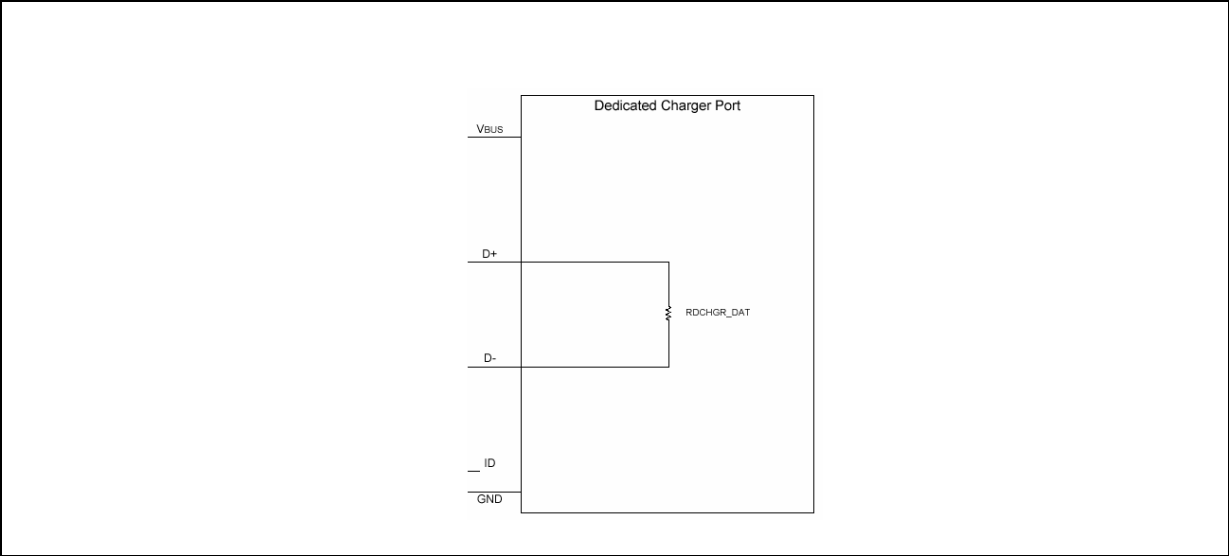 Dedicated Charger Port
VBUS
D+
RDCHGR_DAT
D-
ID
GND